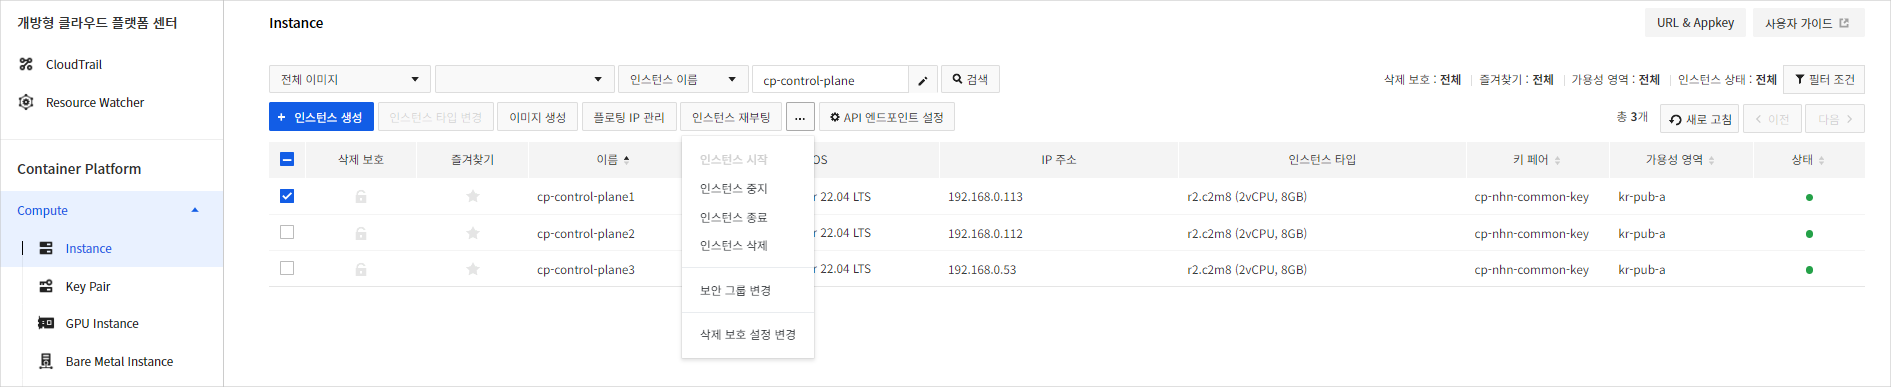 개방형 클라우드 플랫폼 센터
CloudTrail
Resource Watcher
Container Platform
Compute
Instance
Key Pair
GPU Instance
Bare Metal Instance
Instance
URL & Appkey
사용자 가이드
전체 이미지
인스턴스 이름
cp-control-plane
검색
삭제 보호 : 전체 | 즐겨찾기 : 전체 | 가용성 영역 : 전체 | 인스턴스 상태 : 전체
필터 조건
+ 인스턴스 생성
인스턴스 타입 변경
이미지 생성
플로팅 IP 관리
인스턴스 재부팅
...
API 엔드포인트 설정
총 3개
새로 고침
이전
다음
삭제 보호 즐겨찾기 이름 OS IP 주소 인스턴스 타입 키 페어 가용성 영역 상태
cp-control-plane1 r 22.04 LTS 192.168.0.113 r2.c2m8 (2vCPU, 8GB) cp-nhn-common-key kr-pub-a
cp-control-plane2 r 22.04 LTS 192.168.0.112 r2.c2m8 (2vCPU, 8GB) cp-nhn-common-key kr-pub-a
cp-control-plane3 r 22.04 LTS 192.168.0.53 r2.c2m8 (2vCPU, 8GB) cp-nhn-common-key kr-pub-a
인스턴스 시작
인스턴스 중지
인스턴스 종료
인스턴스 삭제
보안 그룹 변경
삭제 보호 설정 변경